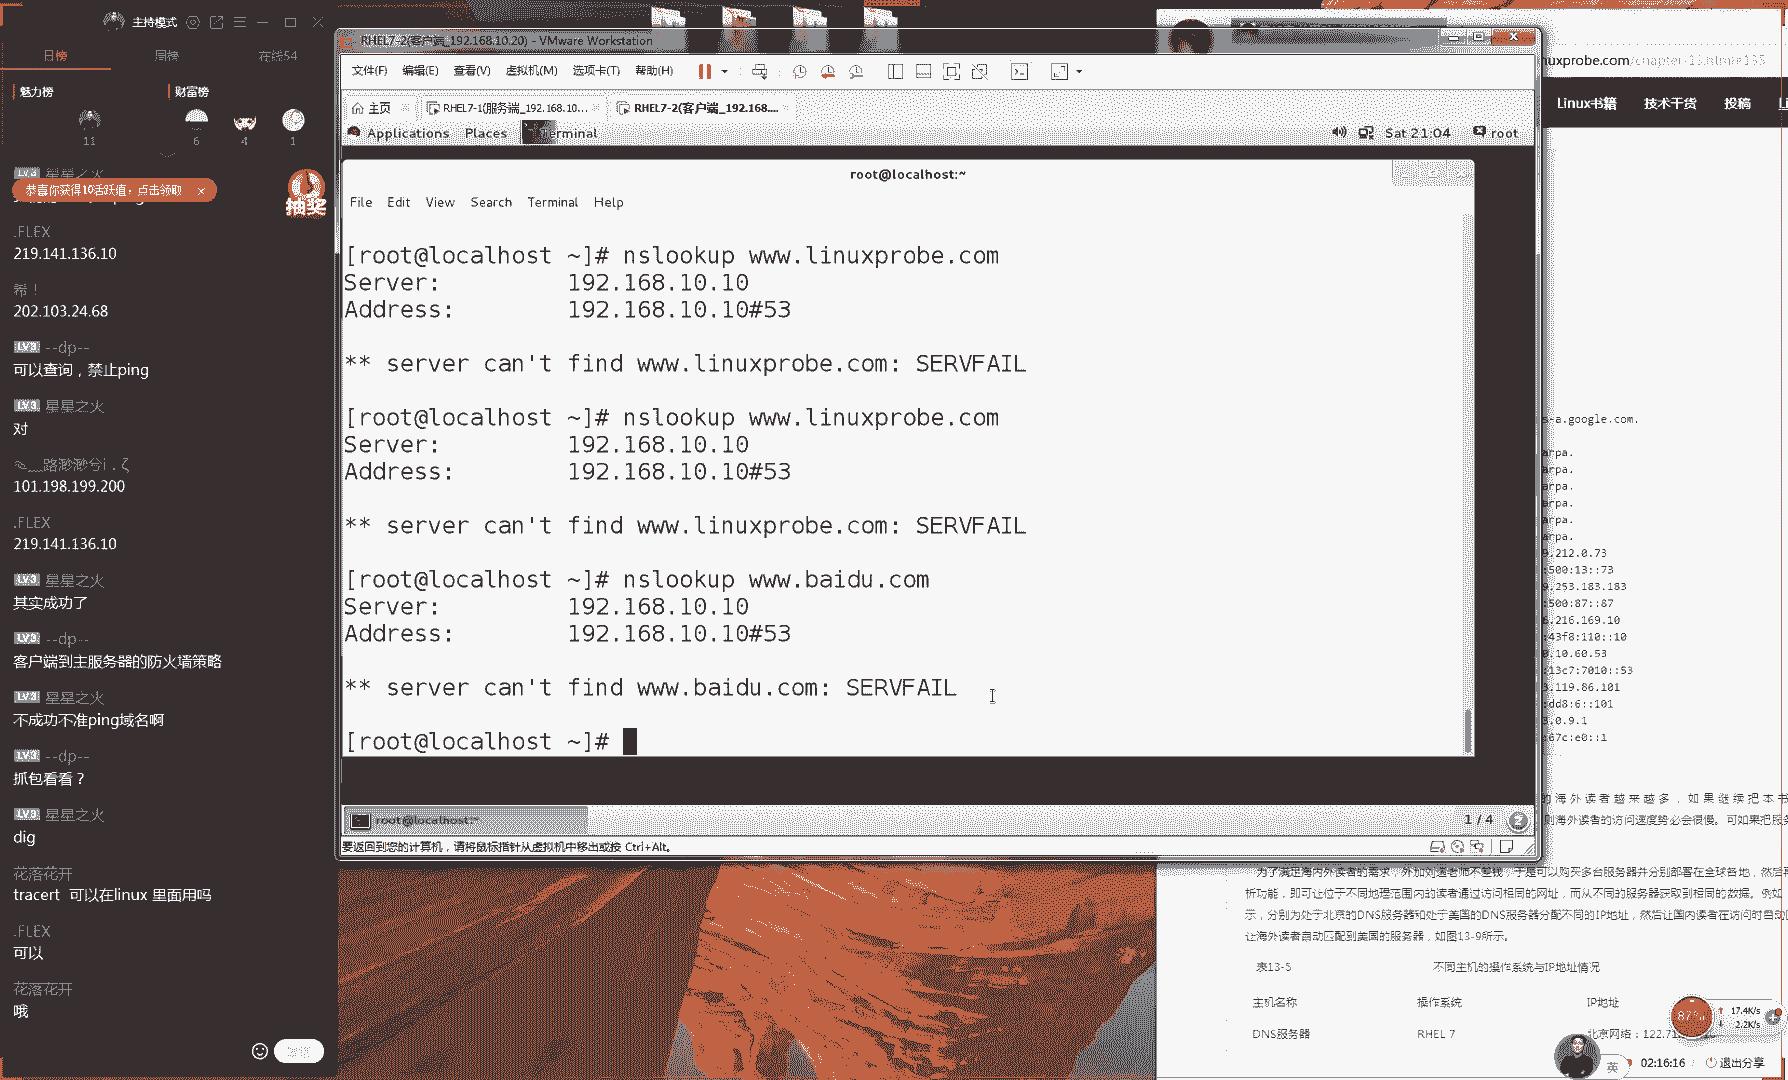 主持模式
日榜 周榜 在线54
魅力榜 财富榜
11 6 4 1
LV3 星星之火
恭喜你获得10活跃值，点击领取
抽奖
.FLEX
219.141.136.10
希！
202.103.24.68
LV3 --dp--
可以查询，禁止ping
LV3 星星之火
对
101.198.199.200
.FLEX
219.141.136.10
LV3 星星之火
其实成功了
LV3 --dp--
客户端到主服务器的防火墙策略
LV3 星星之火
不成功不准ping域名啊
LV3 --dp--
抓包看看？
LV3 星星之火
dig
花落花开
tracert 可以在linux 里面用吗
.FLEX
可以
花落花开
哦
RHEL7-2(客户端_192.168.10.20) - VMware Workstation
文件(F) 编辑(E) 查看(V) 虚拟机(M) 选项卡(T) 帮助(H)
主页 RHEL7-1(服务端_192.168.10... RHEL7-2(客户端_192.168....
Applications Places Terminal Sat 21:04 root
root@localhost:~
File Edit View Search Terminal Help
[root@localhost ~]# nslookup www.linuxprobe.com
Server: 192.168.10.10
Address: 192.168.10.10#53
** server can't find www.linuxprobe.com: SERVFAIL
[root@localhost ~]# nslookup www.linuxprobe.com
Server: 192.168.10.10
Address: 192.168.10.10#53
** server can't find www.linuxprobe.com: SERVFAIL
[root@localhost ~]# nslookup www.baidu.com
Server: 192.168.10.10
Address: 192.168.10.10#53
** server can't find www.baidu.com: SERVFAIL
[root@localhost ~]#
root@localhost:~
1 / 4
要返回到您的计算机，请将鼠标指针从虚拟机中移出或按 Ctrl+Alt。
uxprobe.com/chapter-13.html#135
Linux书籍 技术干货 投稿
s-a.google.com.
arpa.
arpa.
arpa.
arpa.
arpa.
arpa.
9.212.0.73
:500:13::73
9.253.183.183
:500:87::87
6.216.169.10
:43f8:110::10
0.10.60.53
:13c7:7010::53
3.119.86.101
:dd8:6::101
3.0.9.1
:67c:e0::1
的海外读者越来越多，如果继续把本书
则海外读者的访问速度势必会很慢。可如果把服务
为了满足海内外读者的需求，外加刘遄老师不差钱，于是可以购买多台服务器并分别部署在全球各地，然后再
析功能，即可让位于不同地理范围内的读者通过访问相同的网址，而从不同的服务器获取到相同的数据。例如
示，分别为处于北京的DNS服务器和处于美国的DNS服务器分配不同的IP地址，然后让国内读者在访问时自动
让海外读者自动匹配到美国的服务器，如图13-9所示。
表13-5 不同主机的操作系统与IP地址情况
主机名称 操作系统 IP地址
DNS服务器 RHEL 7 北京网络：122.71.
87% 17.4K/s
2.2K/s
英 02:16:16 退出分享